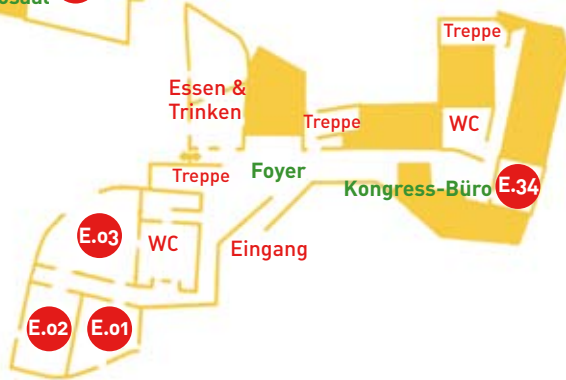 Treppe
Essen &
Trinken
Treppe
WC
Treppe
Foyer
Kongress-Büro
E.34
E.03
WC
Eingang
E.02
E.01